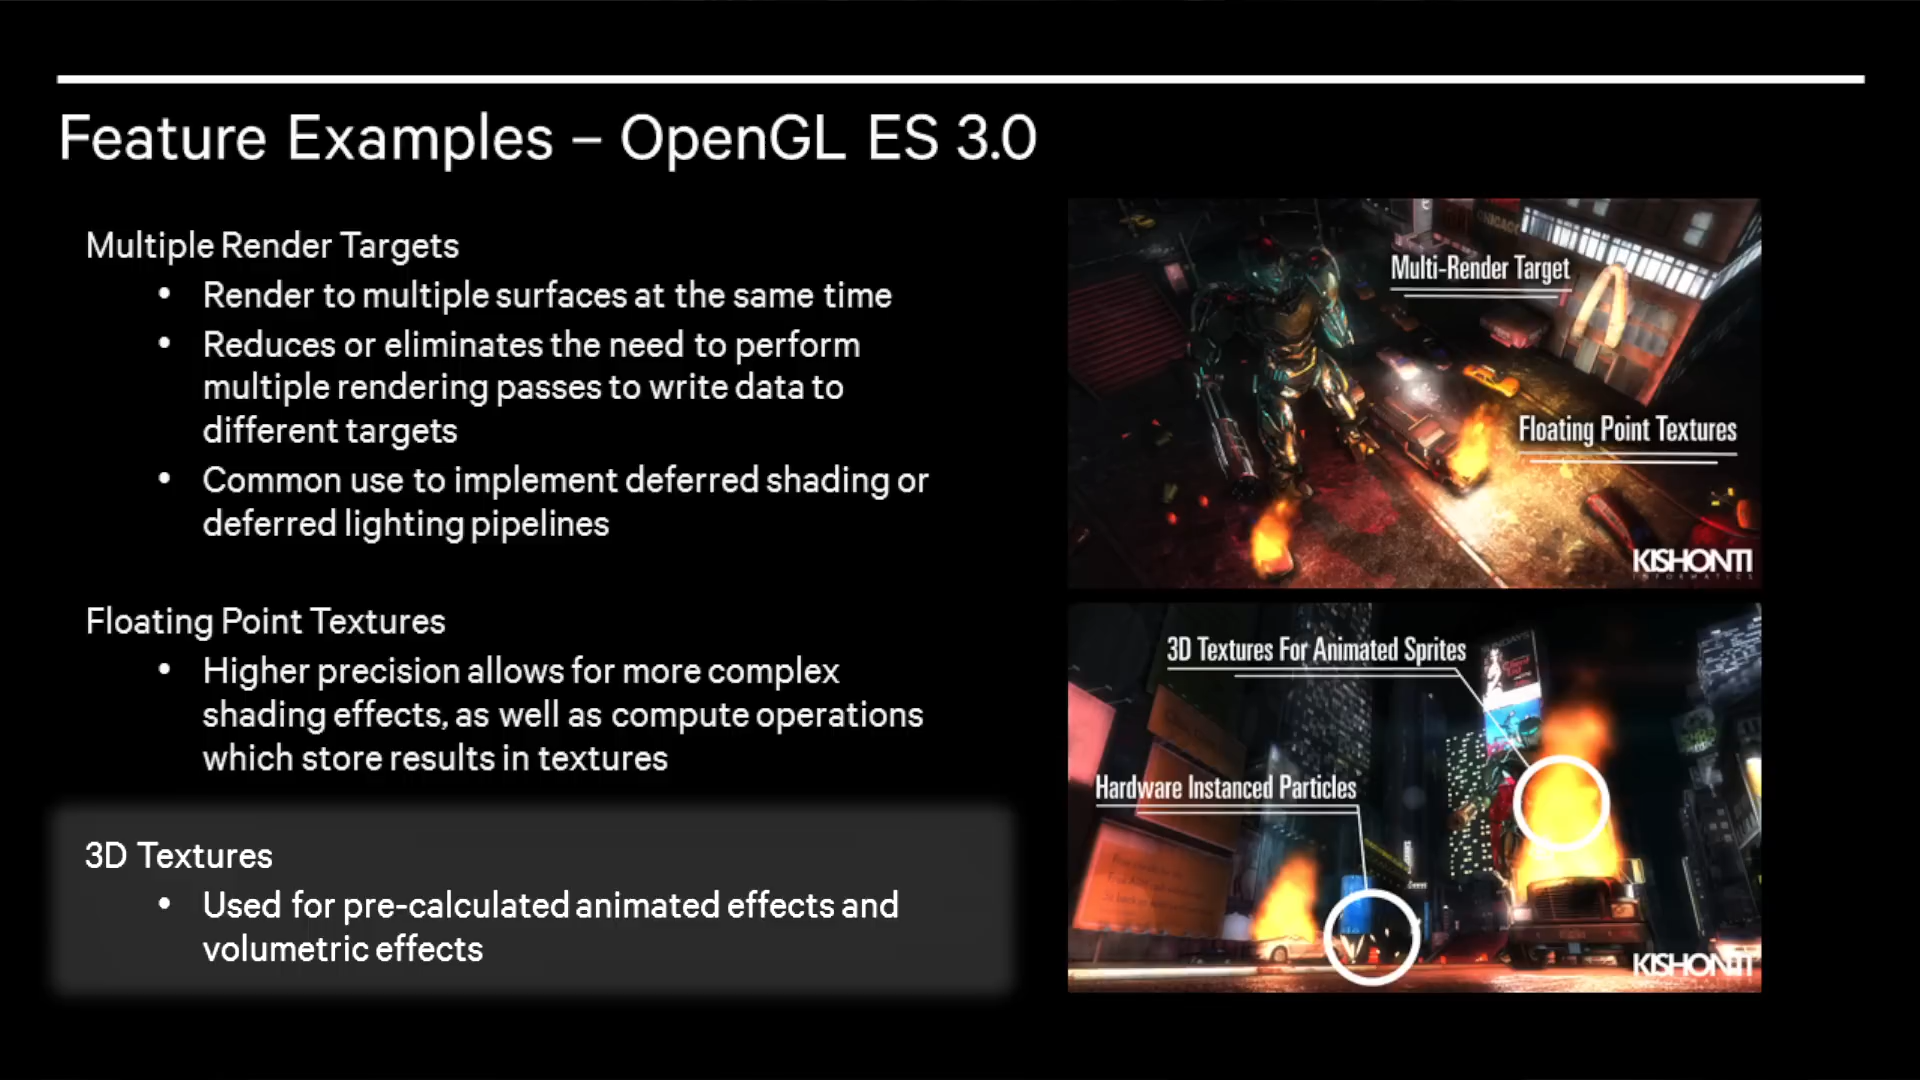 Feature Examples – OpenGL ES 3.0
Multiple Render Targets
• Render to multiple surfaces at the same time
• Reduces or eliminates the need to perform
multiple rendering passes to write data to
different targets
• Common use to implement deferred shading or
deferred lighting pipelines
Floating Point Textures
• Higher precision allows for more complex
shading effects, as well as compute operations
which store results in textures
3D Textures
• Used for pre-calculated animated effects and
volumetric effects
CHICAGO
Multi-Render Target
Floating Point Textures
KISHONTI
INFORMATICS
3D Textures For Animated Sprites
Hardware Instanced Particles
KISHONTI